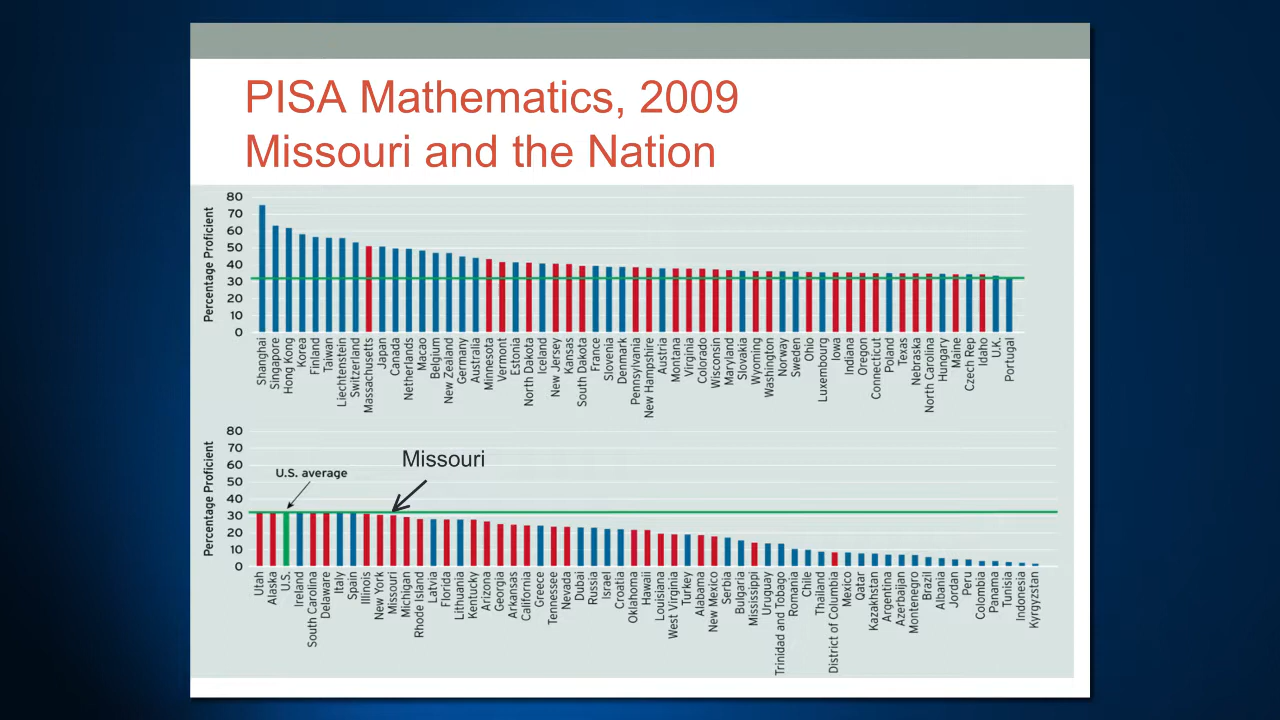 PISA Mathematics, 2009
Missouri and the Nation
Percentage Proficient
80
70
60
50
40
30
20
10
0
Shanghai
Singapore
Hong Kong
Korea
Finland
Taiwan
Liechtenstein
Switzerland
Massachusetts
Japan
Canada
Netherlands
Macao
Belgium
New Zealand
Germany
Australia
Minnesota
Vermont
Estonia
North Dakota
Iceland
New Jersey
Kansas
South Dakota
France
Slovenia
Denmark
Pennsylvania
New Hampshire
Austria
Montana
Virginia
Colorado
Wisconsin
Maryland
Slovakia
Wyoming
Washington
Norway
Sweden
Ohio
Luxembourg
Iowa
Indiana
Oregon
Connecticut
Poland
Texas
Nebraska
North Carolina
Hungary
Maine
Czech Rep
Idaho
U.K.
Portugal
Percentage Proficient
80
70
60
50
40
30
20
10
0
U.S. average
Missouri
Utah
Alaska
U.S.
Ireland
South Carolina
Delaware
Italy
Spain
Illinois
New York
Missouri
Michigan
Rhode Island
Latvia
Florida
Lithuania
Kentucky
Arizona
Georgia
Arkansas
California
Greece
Tennessee
Nevada
Dubai
Russia
Israel
Croatia
Oklahoma
Hawaii
Louisiana
West Virginia
Turkey
Alabama
New Mexico
Serbia
Bulgaria
Mississippi
Uruguay
Trinidad and Tobago
Romania
Chile
Thailand
District of Columbia
Mexico
Qatar
Kazakhstan
Argentina
Azerbaijan
Montenegro
Brazil
Albania
Jordan
Peru
Colombia
Panama
Tunisia
Indonesia
Kyrgyzstan